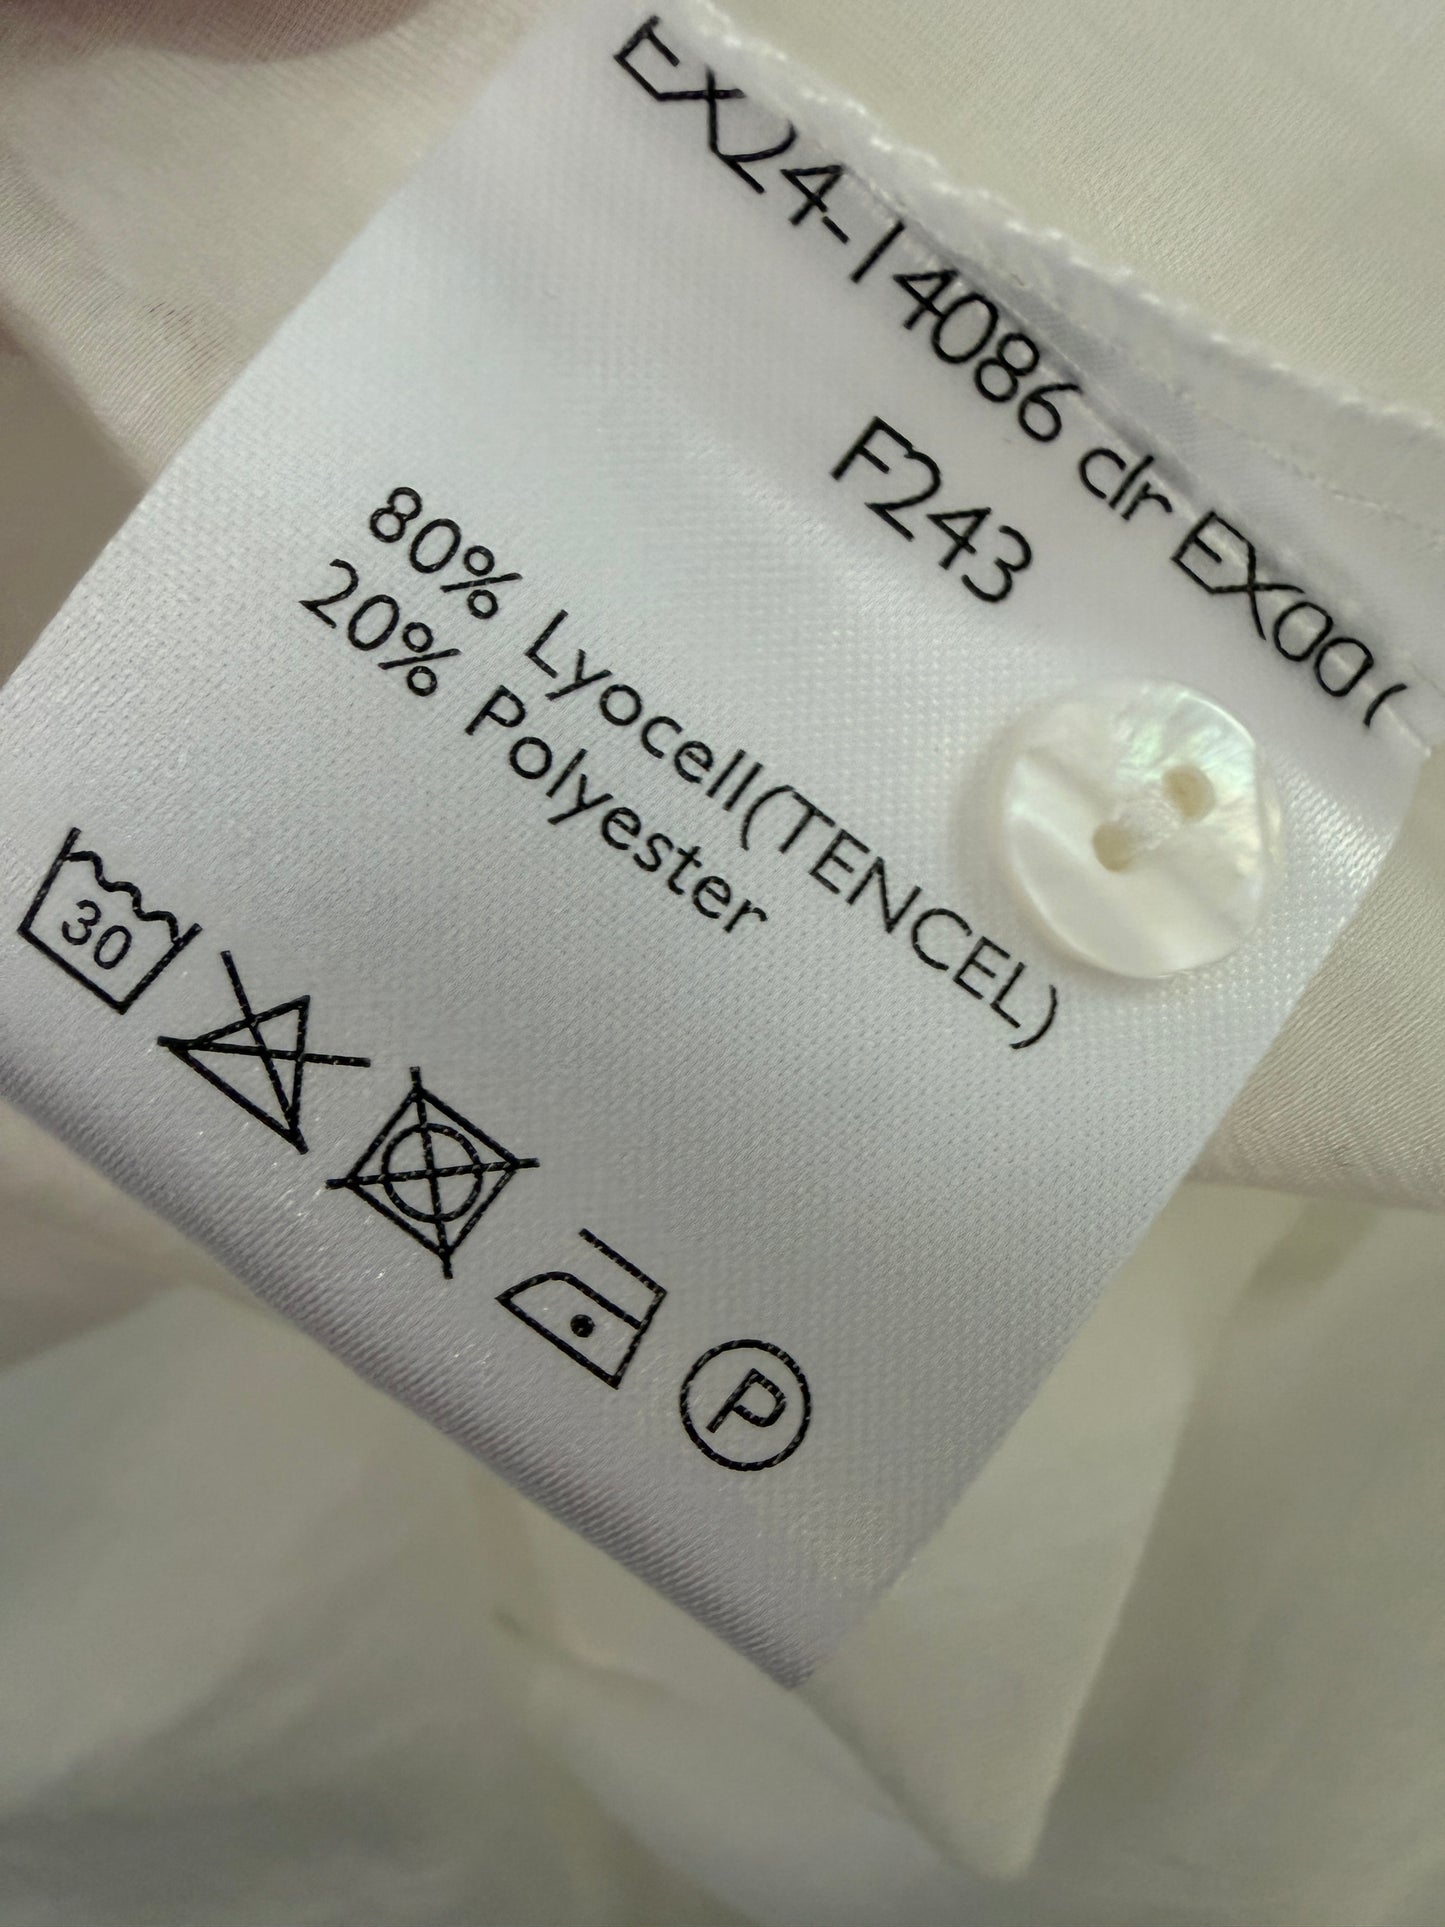 EX24-14086 clr EX00
F243
80% Lyocell(TENCEL)
20% Polyester
30
P